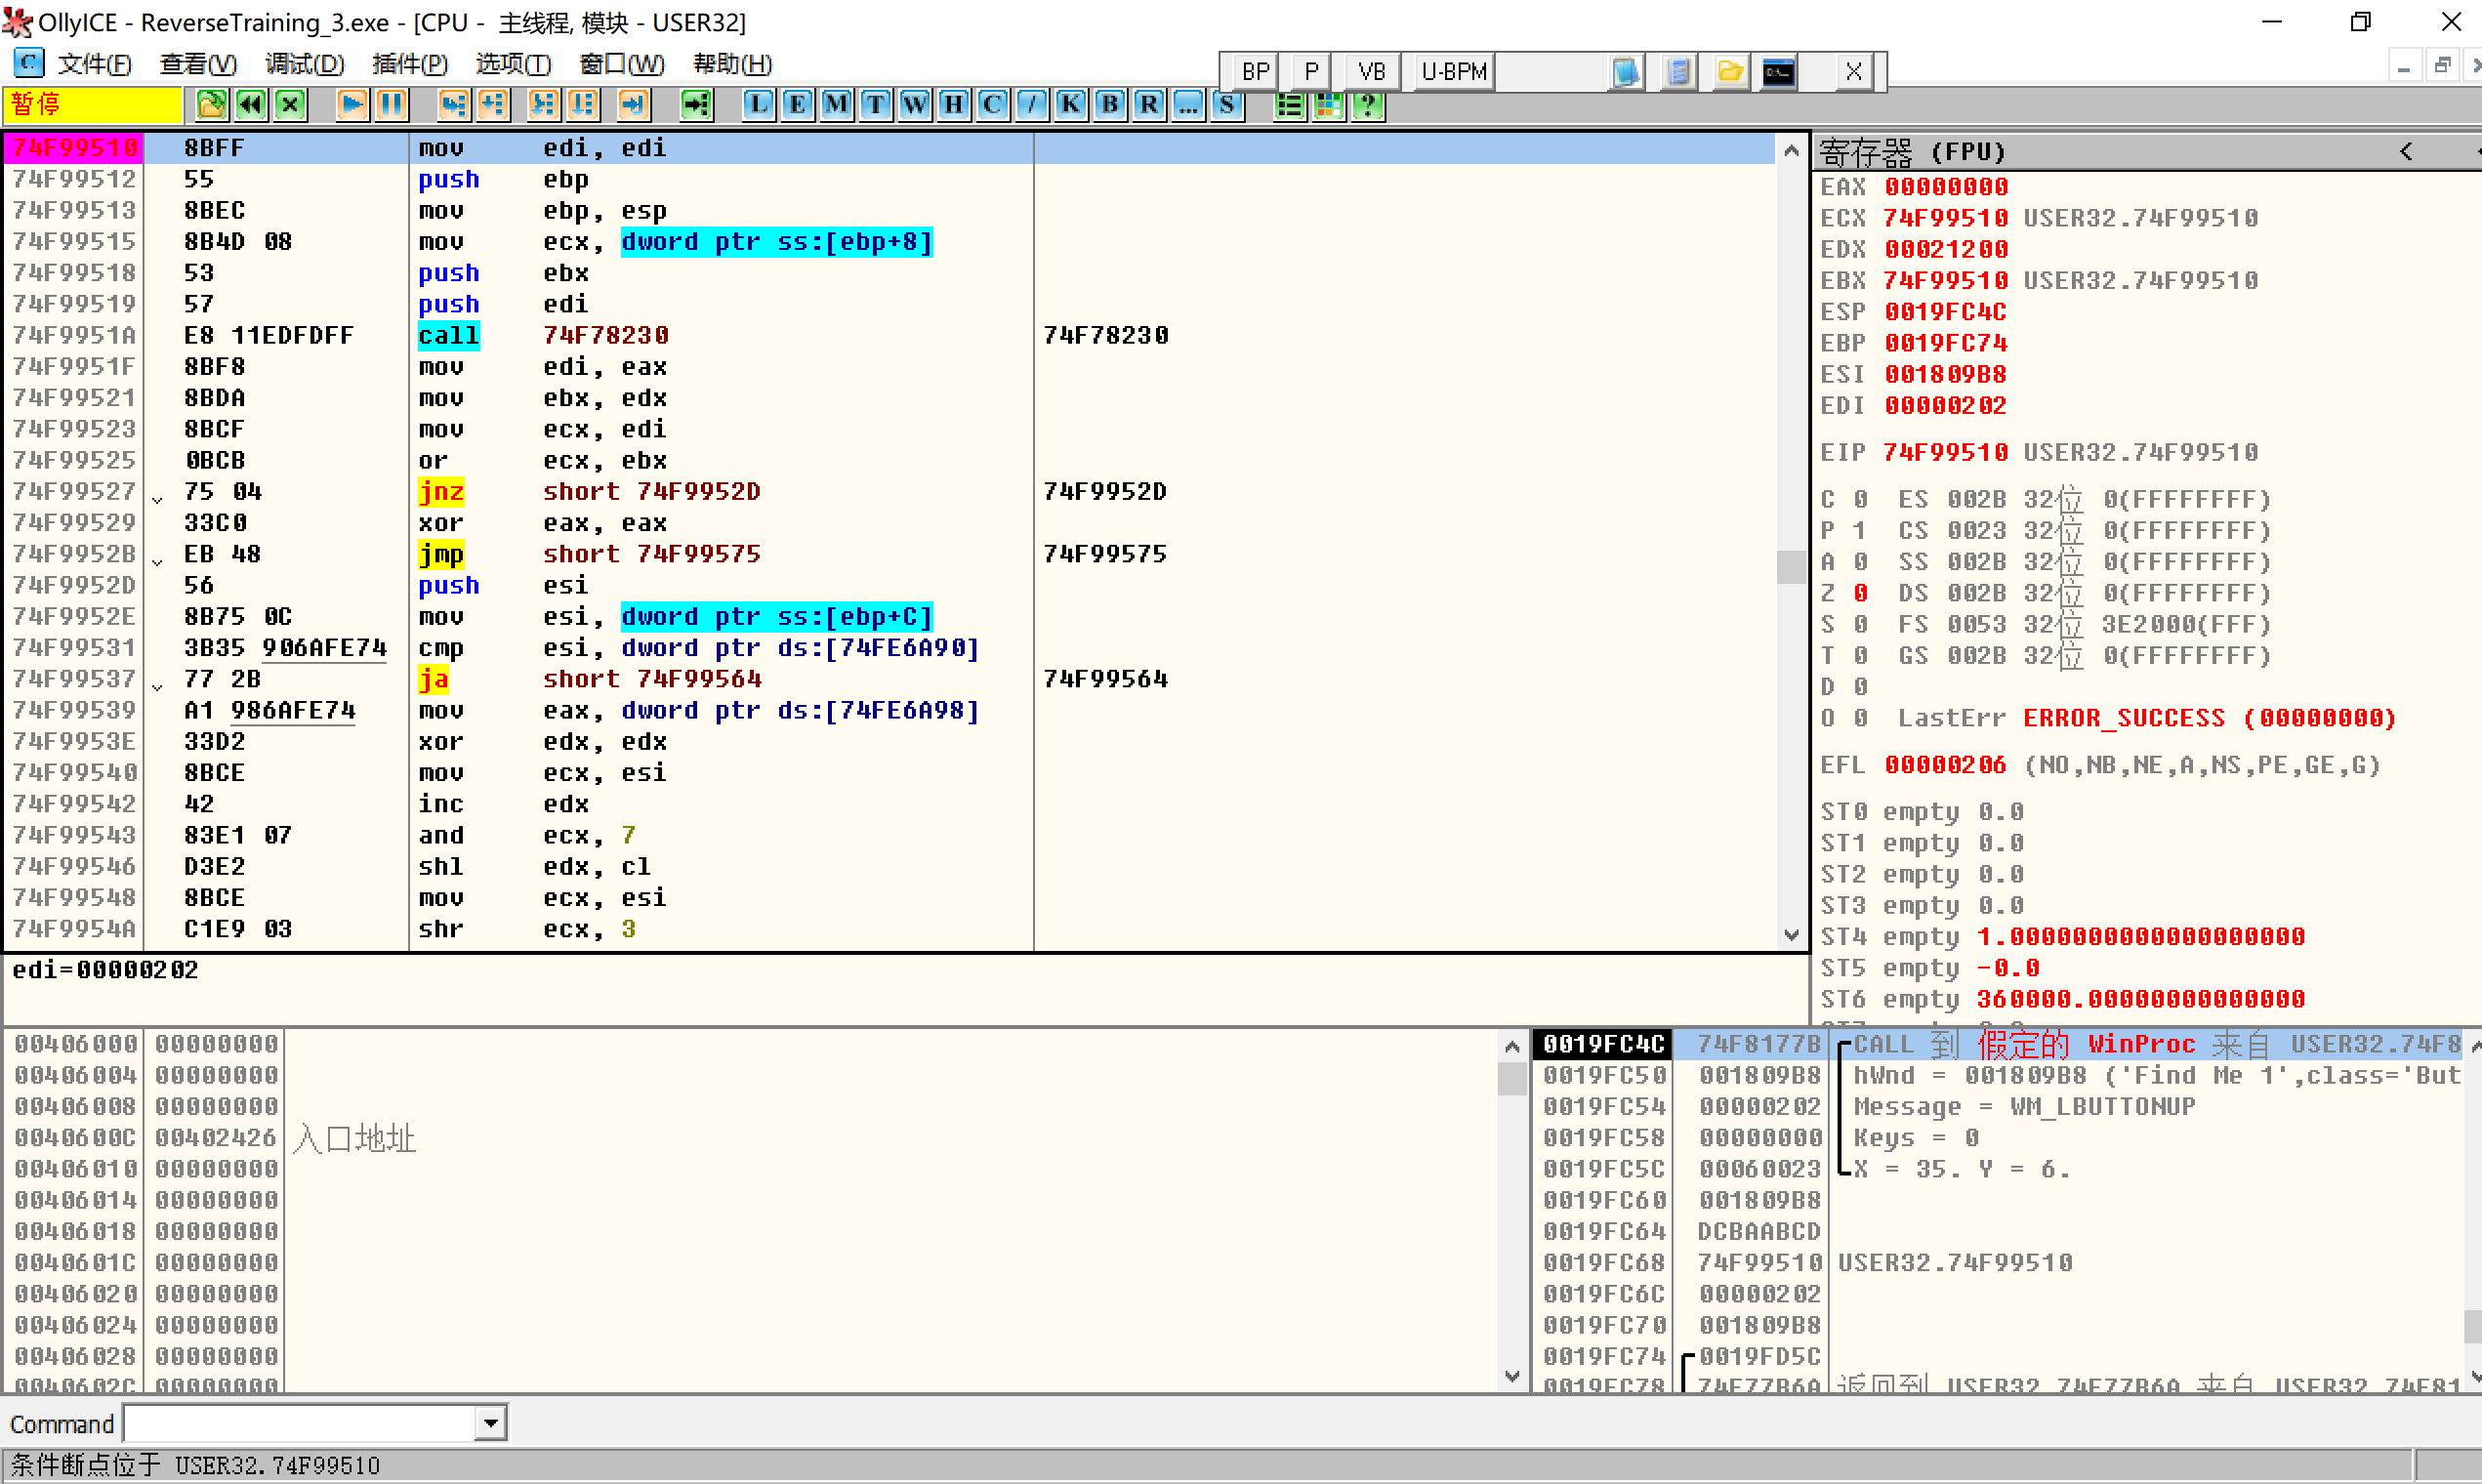 OllyICE - ReverseTraining_3.exe - [CPU - 主线程, 模块 - USER32]
文件(F) 查看(V) 调试(D) 插件(P) 选项(T) 窗口(W) 帮助(H)
BP P VB U-BPM X
暂停 L E M T W H C / K B R ... S ?
74F99510 8BFF mov edi, edi
74F99512 55 push ebp
74F99513 8BEC mov ebp, esp
74F99515 8B4D 08 mov ecx, dword ptr ss:[ebp+8]
74F99518 53 push ebx
74F99519 57 push edi
74F9951A E8 11EDFDFF call 74F78230 74F78230
74F9951F 8BF8 mov edi, eax
74F99521 8BDA mov ebx, edx
74F99523 8BCF mov ecx, edi
74F99525 0BCB or ecx, ebx
74F99527 75 04 jnz short 74F9952D 74F9952D
74F99529 33C0 xor eax, eax
74F9952B EB 48 jmp short 74F99575 74F99575
74F9952D 56 push esi
74F9952E 8B75 0C mov esi, dword ptr ss:[ebp+C]
74F99531 3B35 906AFE74 cmp esi, dword ptr ds:[74FE6A90]
74F99537 77 2B ja short 74F99564 74F99564
74F99539 A1 986AFE74 mov eax, dword ptr ds:[74FE6A98]
74F9953E 33D2 xor edx, edx
74F99540 8BCE mov ecx, esi
74F99542 42 inc edx
74F99543 83E1 07 and ecx, 7
74F99546 D3E2 shl edx, cl
74F99548 8BCE mov ecx, esi
74F9954A C1E9 03 shr ecx, 3
edi=00000202
寄存器 (FPU) <
EAX 00000000
ECX 74F99510 USER32.74F99510
EDX 00021200
EBX 74F99510 USER32.74F99510
ESP 0019FC4C
EBP 0019FC74
ESI 001809B8
EDI 00000202
EIP 74F99510 USER32.74F99510
C 0 ES 002B 32位 0(FFFFFFFF)
P 1 CS 0023 32位 0(FFFFFFFF)
A 0 SS 002B 32位 0(FFFFFFFF)
Z 0 DS 002B 32位 0(FFFFFFFF)
S 0 FS 0053 32位 3E2000(FFF)
T 0 GS 002B 32位 0(FFFFFFFF)
D 0
O 0 LastErr ERROR_SUCCESS (00000000)
EFL 00000206 (NO,NB,NE,A,NS,PE,GE,G)
ST0 empty 0.0
ST1 empty 0.0
ST2 empty 0.0
ST3 empty 0.0
ST4 empty 1.0000000000000000000
ST5 empty -0.0
ST6 empty 360000.00000000000000
00406000 00000000
00406004 00000000
00406008 00000000
0040600C 00402426 入口地址
00406010 00000000
00406014 00000000
00406018 00000000
0040601C 00000000
00406020 00000000
00406024 00000000
00406028 00000000
0040602C 00000000
0019FC4C 74F8177B CALL 到 假定的 WinProc 来自 USER32.74F8
0019FC50 001809B8 hWnd = 001809B8 ('Find Me 1',class='But
0019FC54 00000202 Message = WM_LBUTTONUP
0019FC58 00000000 Keys = 0
0019FC5C 00060023 X = 35. Y = 6.
0019FC60 001809B8
0019FC64 DCBAABCD
0019FC68 74F99510 USER32.74F99510
0019FC6C 00000202
0019FC70 001809B8
0019FC74 0019FD5C
0019FC78 74F77B6A 返回到 USER32.74F77B6A 来自 USER32.74F81
Command
条件断点位于 USER32.74F99510